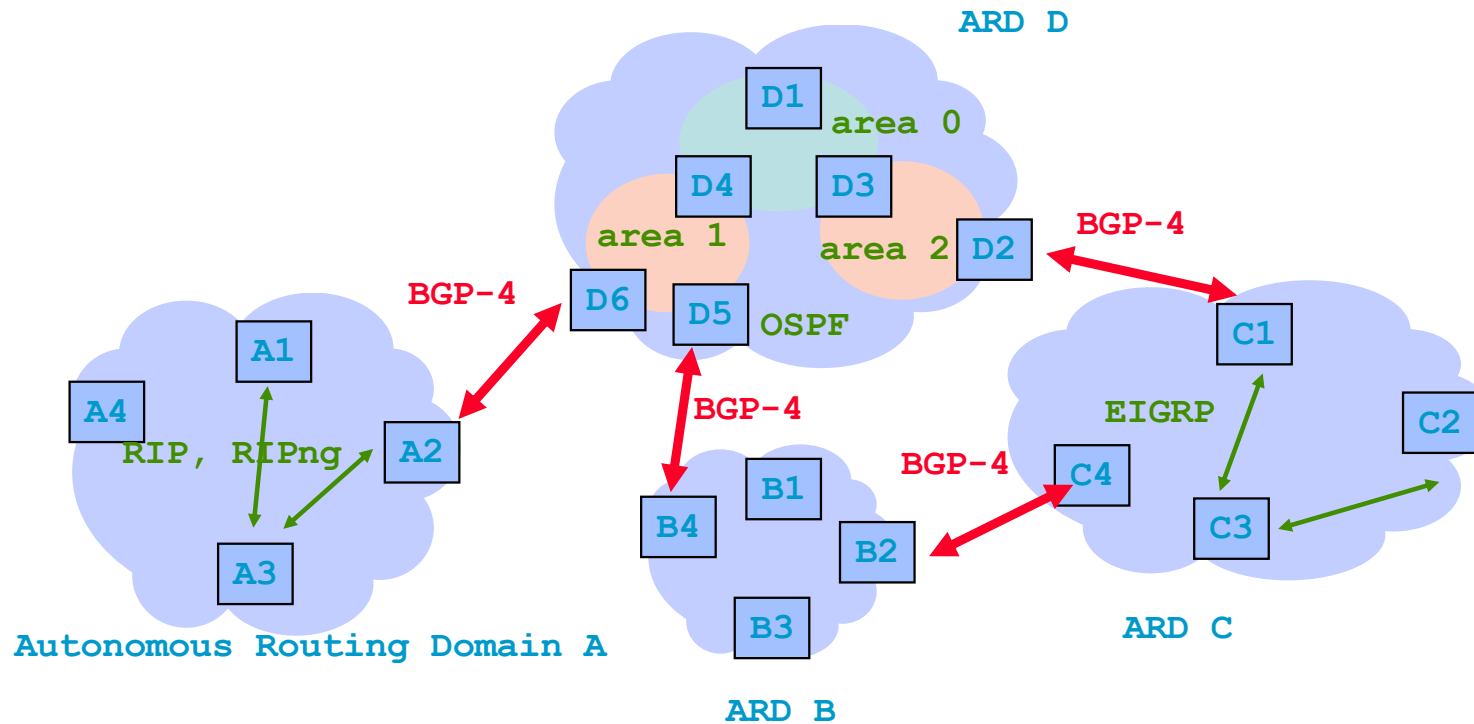 ARD D
D1
area 0
D4
D3
area 1
area 2
D2
BGP-4
BGP-4
D6
D5
OSPF
A1
C1
A4
BGP-4
EIGRP
C2
RIP, RIPng
A2
BGP-4
C4
B1
B4
B2
C3
A3
B3
ARD C
Autonomous Routing Domain A
ARD B